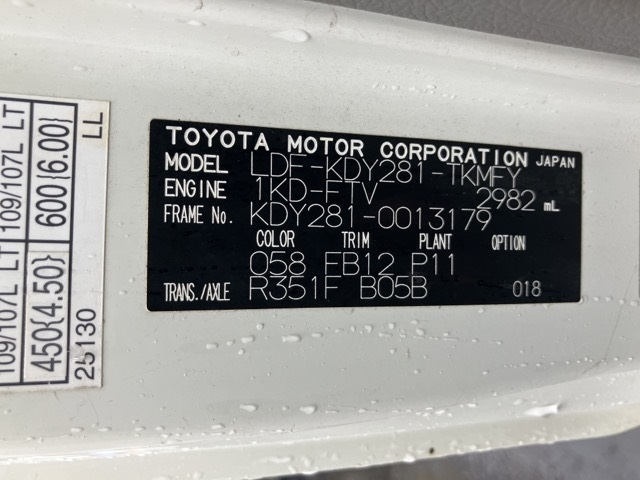 TOYOTA MOTOR CORPORATION JAPAN
MODEL LDF-KDY281-TKMFY
ENGINE 1KD-FTV 2982 mL
FRAME No. KDY281-0013179
COLOR TRIM PLANT OPTION
058 FB12 P11
TRANS./AXLE R351F B05B 018
109/107L LT 109/107L LT
450{4.50} 600{6.00}
25130 LL